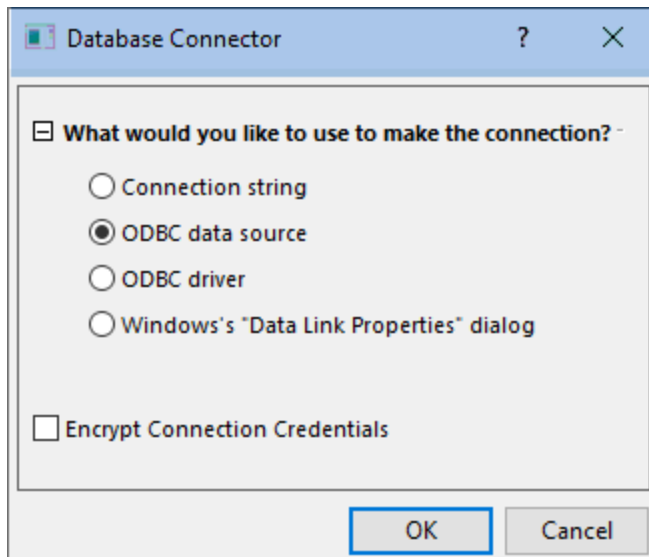 Database Connector ?
What would you like to use to make the connection?
Connection string
ODBC data source
ODBC driver
Windows's "Data Link Properties" dialog
Encrypt Connection Credentials
OK Cancel